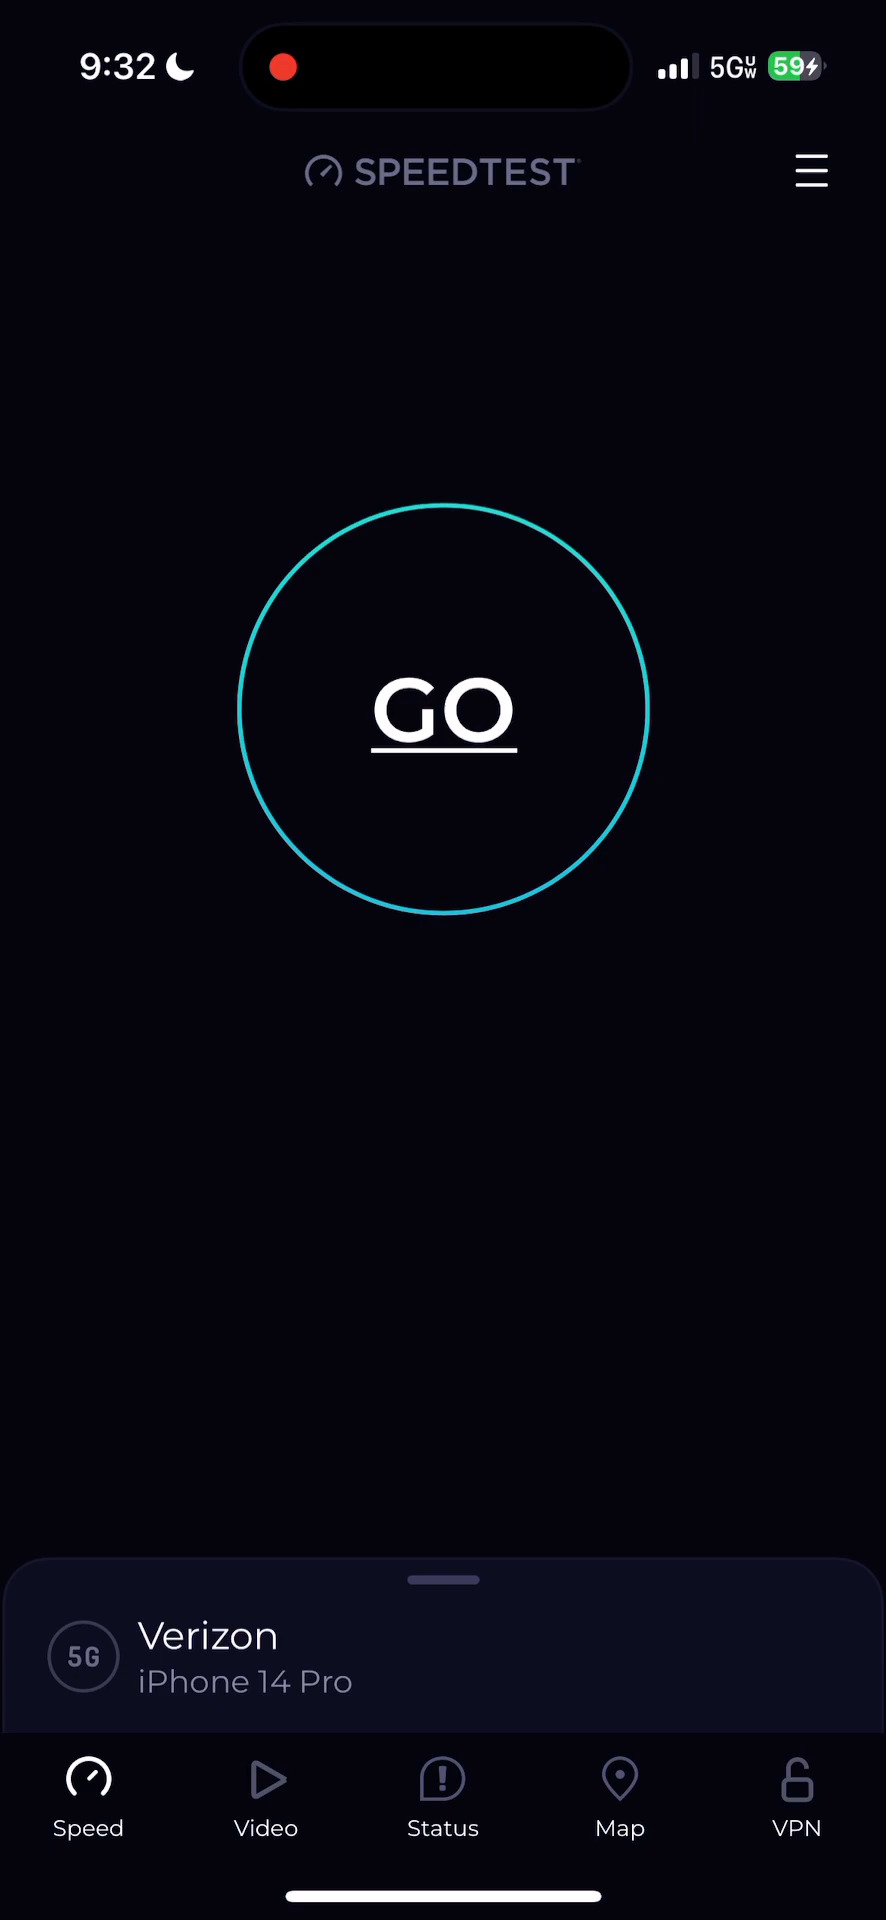 9:32
5G UW
59
SPEEDTEST
GO
5G
Verizon
iPhone 14 Pro
Speed
Video
Status
Map
VPN